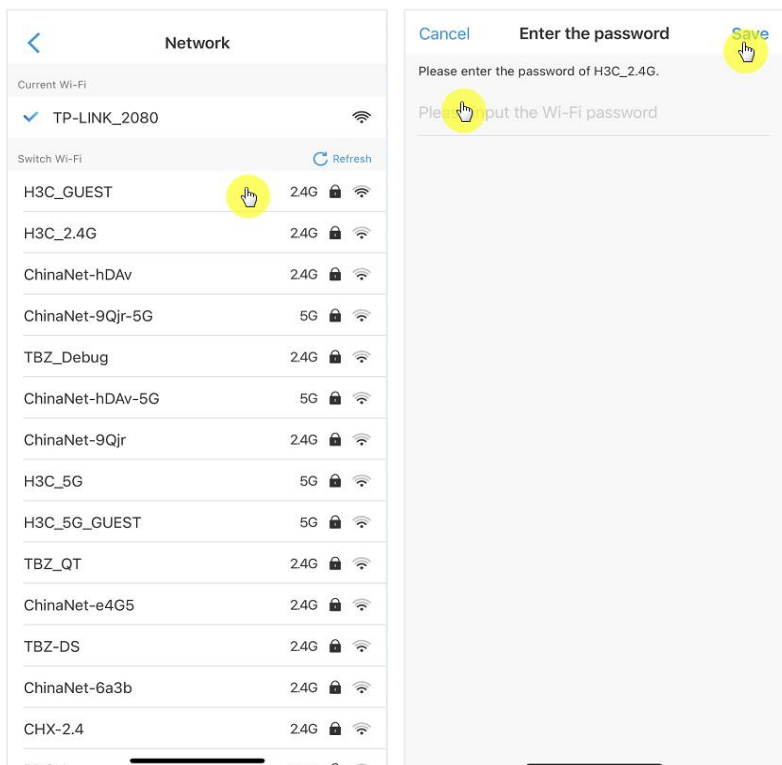 Network
Current Wi-Fi
TP-LINK_2080
Switch Wi-Fi Refresh
H3C_GUEST 2.4G
H3C_2.4G 2.4G
ChinaNet-hDAv 2.4G
ChinaNet-9Qjr-5G 5G
TBZ_Debug 2.4G
ChinaNet-hDAv-5G 5G
ChinaNet-9Qjr 2.4G
H3C_5G 5G
H3C_5G_GUEST 5G
TBZ_QT 2.4G
ChinaNet-e4G5 2.4G
TBZ-DS 2.4G
ChinaNet-6a3b 2.4G
CHX-2.4 2.4G
Cancel Enter the password Save
Please enter the password of H3C_2.4G.
Please input the Wi-Fi password